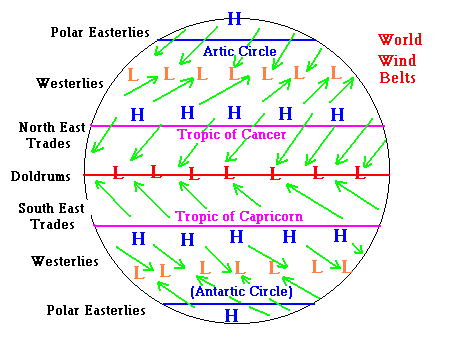 H
Polar Easterlies
Artic Circle
World
Wind
Belts
L L L L L L L
Westerlies
H H H H H
North East
Trades
Tropic of Cancer
Doldrums
L L L L L L L
South East
Trades
Tropic of Capricorn
H H H H H
Westerlies
L L L L L L L
(Antartic Circle)
Polar Easterlies
H